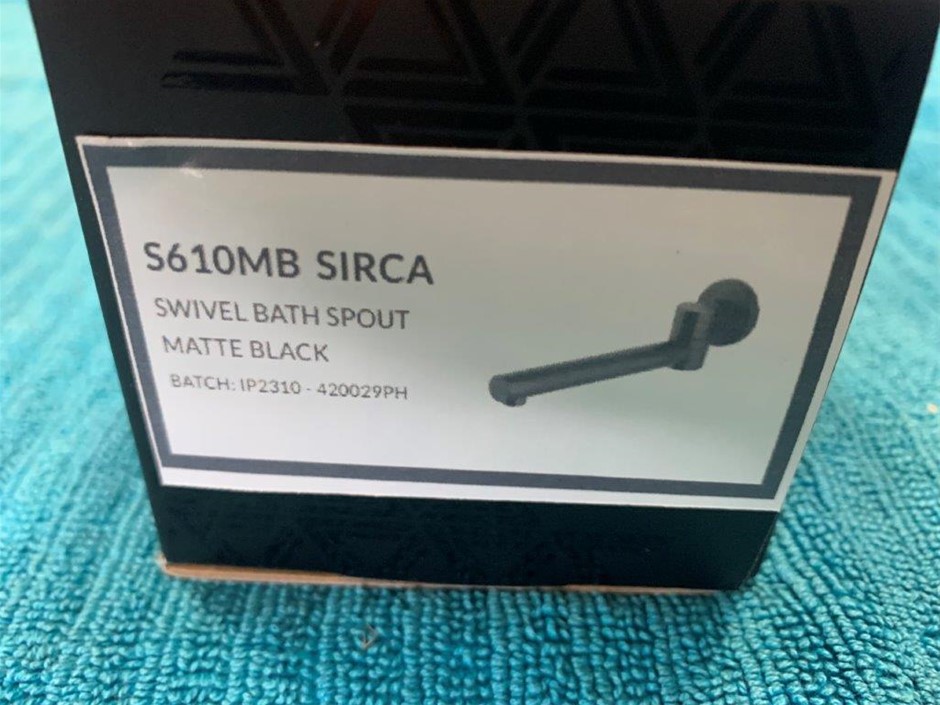 S610MB SIRCA
SWIVEL BATH SPOUT
MATTE BLACK
BATCH: IP2310 - 420029PH